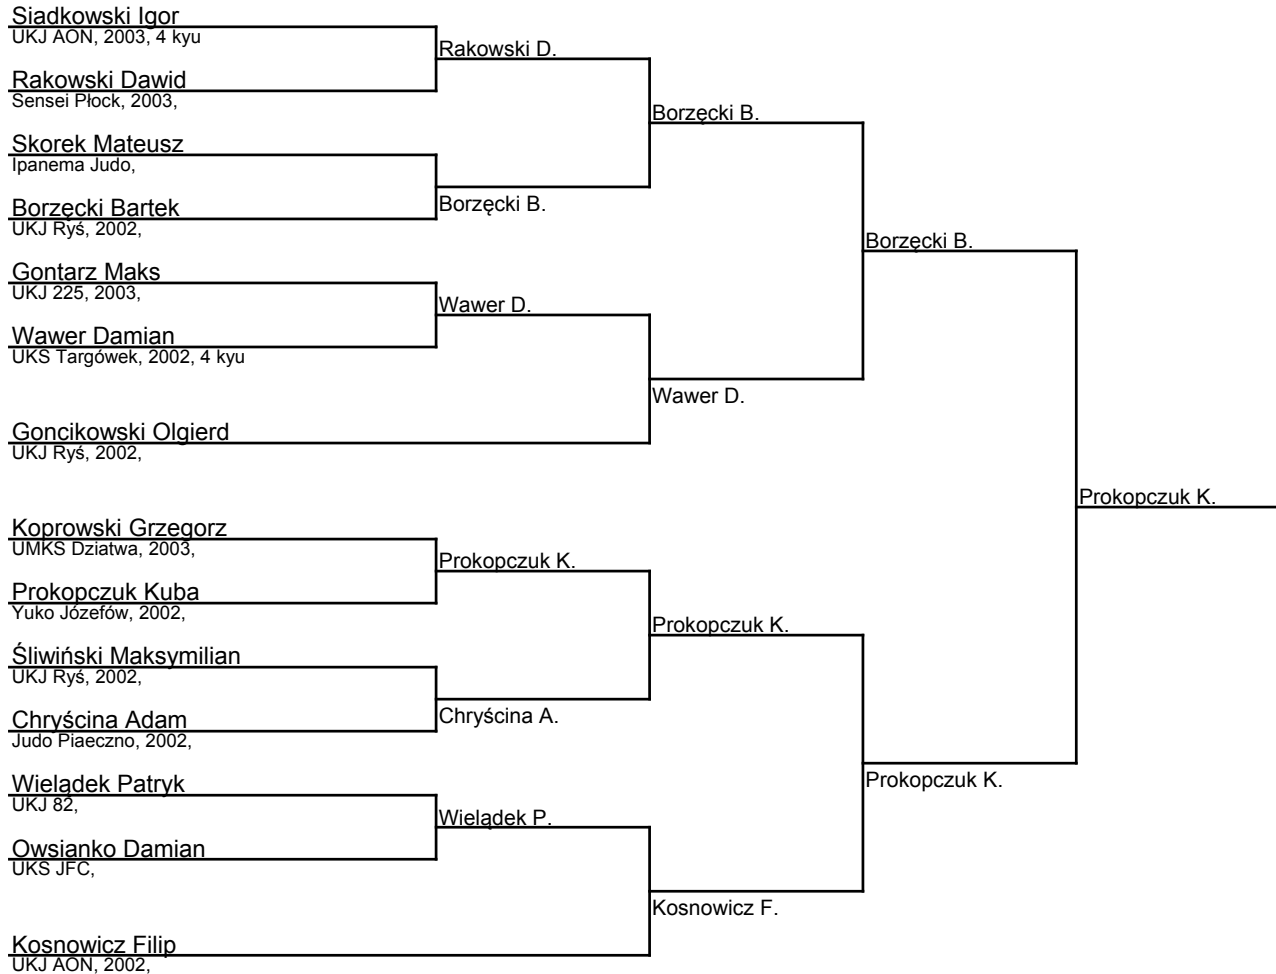 Siadkowski Igor
UKJ AON, 2003, 4 kyu
Rakowski D.
Rakowski Dawid
Sensei Płock, 2003,
Borzęcki B.
Skorek Mateusz
Ipanema Judo,
Borzęcki Bartek
Borzęcki B.
UKJ Ryś, 2002,
Borzęcki B.
Gontarz Maks
UKJ 225, 2003,
Wawer D.
Wawer Damian
UKS Targówek, 2002, 4 kyu
Wawer D.
Goncikowski Olgierd
UKJ Ryś, 2002,
Prokopczuk K.
Koprowski Grzegorz
UMKS Dziatwa, 2003,
Prokopczuk K.
Prokopczuk Kuba
Yuko Józefów, 2002,
Prokopczuk K.
Śliwiński Maksymilian
UKJ Ryś, 2002,
Chryścina Adam
Chryścina A.
Judo Piaeczno, 2002,
Prokopczuk K.
Wielądek Patryk
UKJ 82,
Wielądek P.
Owsianko Damian
UKS JFC,
Kosnowicz F.
Kosnowicz Filip
UKJ AON, 2002,